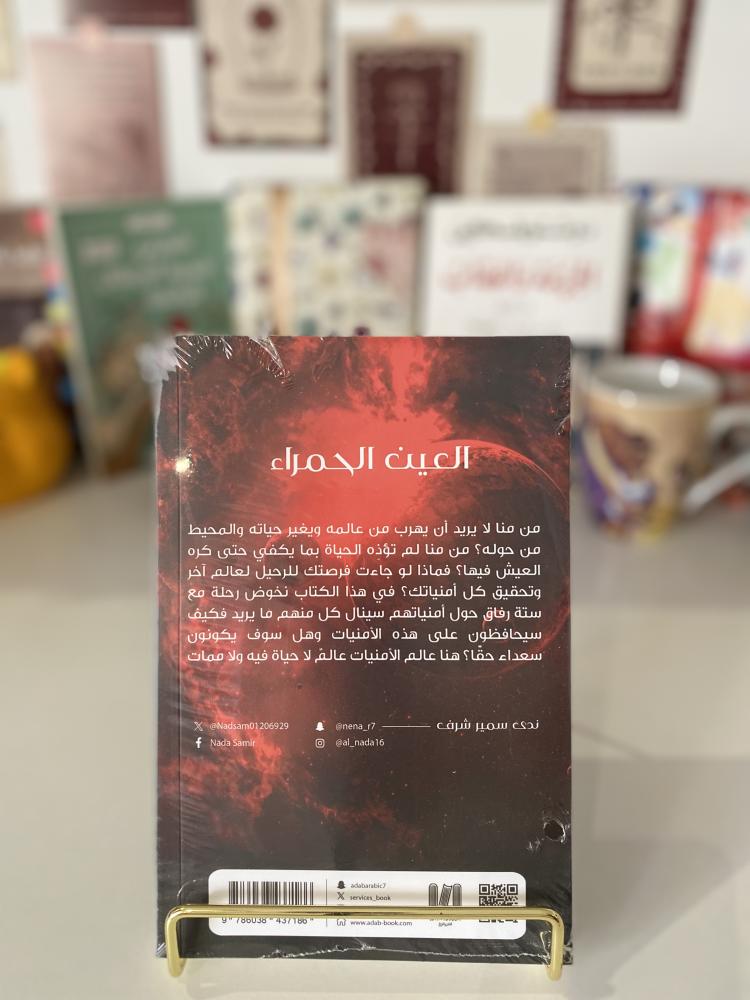 العين الحمراء
من منا لا يريد أن يهرب من عالمه ويغير حياته والمحيط
من حوله؟ من منا لم تؤذه الحياة بما يكفي حتى كره
العيش فيها؟ فماذا لو جاءت فرصتك للرحيل لعالم آخر
وتحقيق كل أمنياتك؟ في هذا الكتاب نخوض رحلة مع
ستة رفاق حول أمنياتهم سينال كل منهم ما يريد فكيف
سيحافظون على هذه الأمنيات وهل سوف يكونون
سعداء حقًا؟ هنا عالم الأمنيات عالمٌ لا حياة فيه ولا ممات
ندى سمير شرف
@nena_r7
@Nadsam01206929
@al_nada16
Nada Samir
adabarabic7
services_book
www.adab-book.com
9 786038 437186